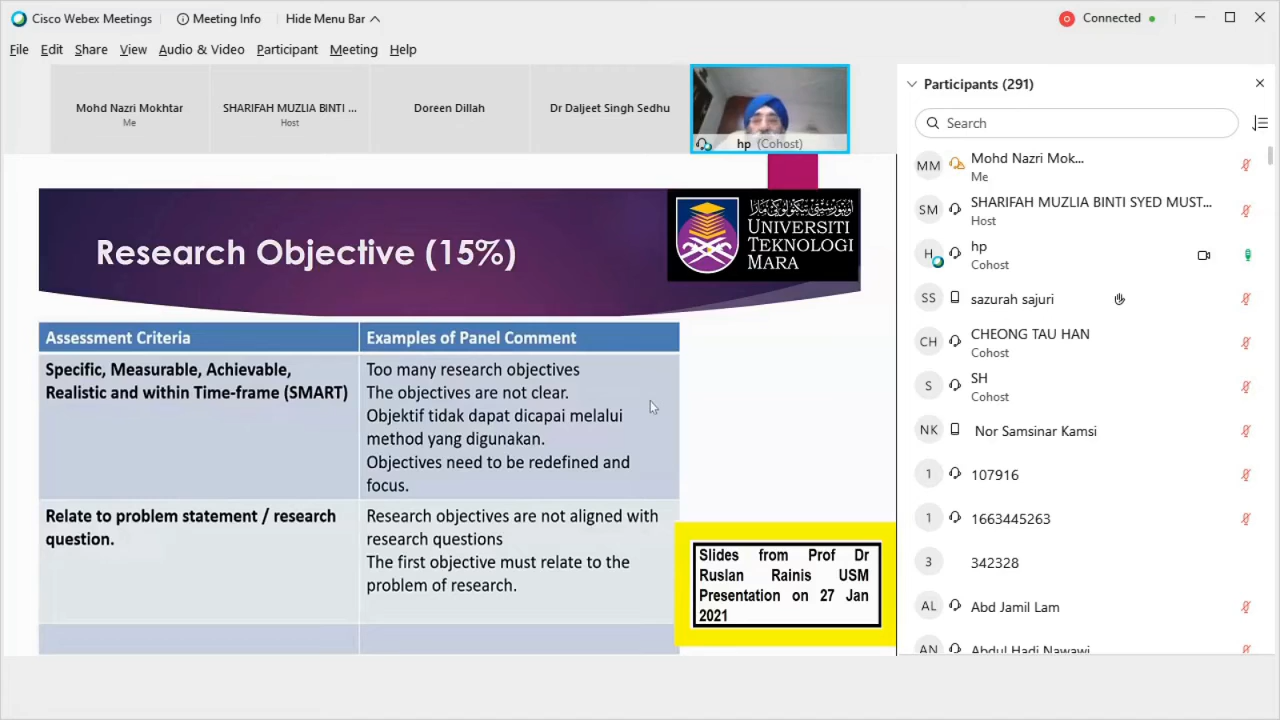 Cisco Webex Meetings
Meeting Info
Hide Menu Bar
Connected
File Edit Share View Audio & Video Participant Meeting Help
Mohd Nazri Mokhtar
Me
SHARIFAH MUZLIA BINTI ...
Host
Doreen Dillah
Dr Daljeet Singh Sedhu
hp (Cohost)
Research Objective (15%)
اونيۏرسيتي تيكنولوڬي مارا
UNIVERSITI
TEKNOLOGI
MARA
Assessment Criteria
Examples of Panel Comment
Specific, Measurable, Achievable,
Realistic and within Time-frame (SMART)
Too many research objectives
The objectives are not clear.
Objektif tidak dapat dicapai melalui
method yang digunakan.
Objectives need to be redefined and
focus.
Relate to problem statement / research
question.
Research objectives are not aligned with
research questions
The first objective must relate to the
problem of research.
Slides from Prof Dr
Ruslan Rainis USM
Presentation on 27 Jan
2021
Participants (291)
Search
MM
Mohd Nazri Mok...
Me
SM
SHARIFAH MUZLIA BINTI SYED MUST...
Host
H
hp
Cohost
SS
sazurah sajuri
CH
CHEONG TAU HAN
Cohost
S
SH
Cohost
NK
Nor Samsinar Kamsi
1
107916
1
1663445263
3
342328
AL
Abd Jamil Lam
AN
Abdul Hadi Nawawi